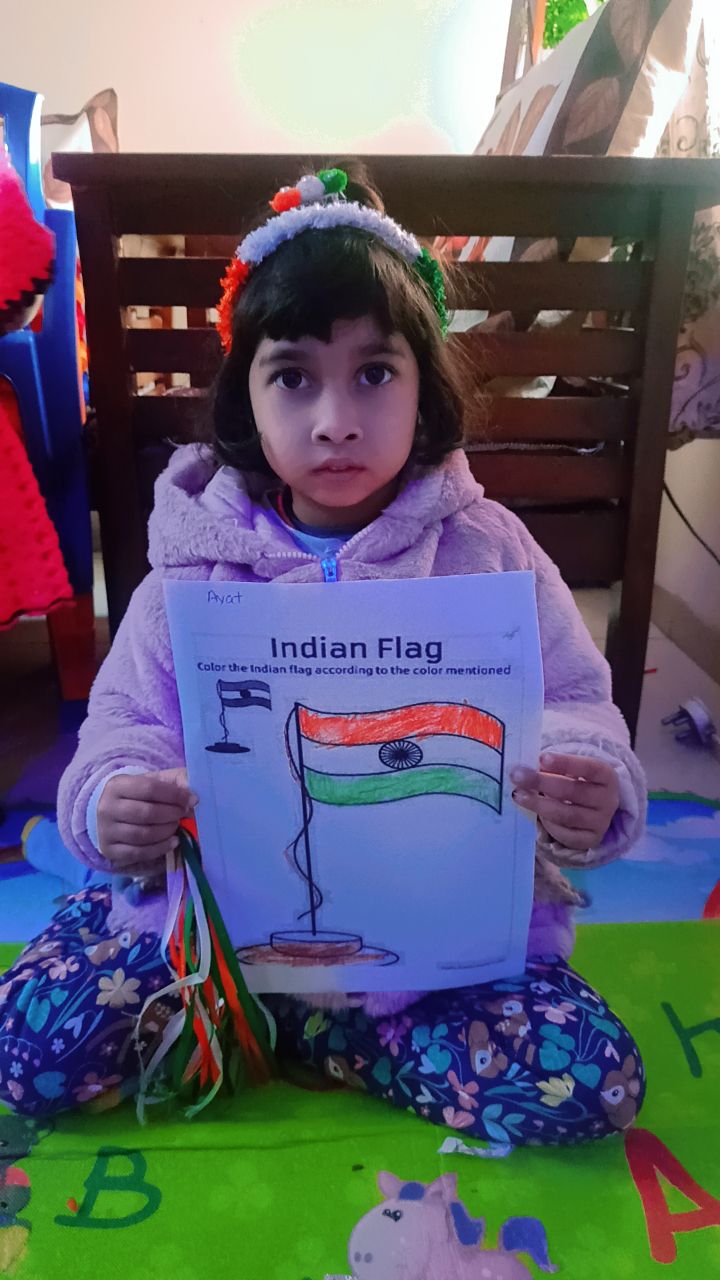 Ayat
Indian Flag
Color the Indian flag according to the color mentioned
B
A